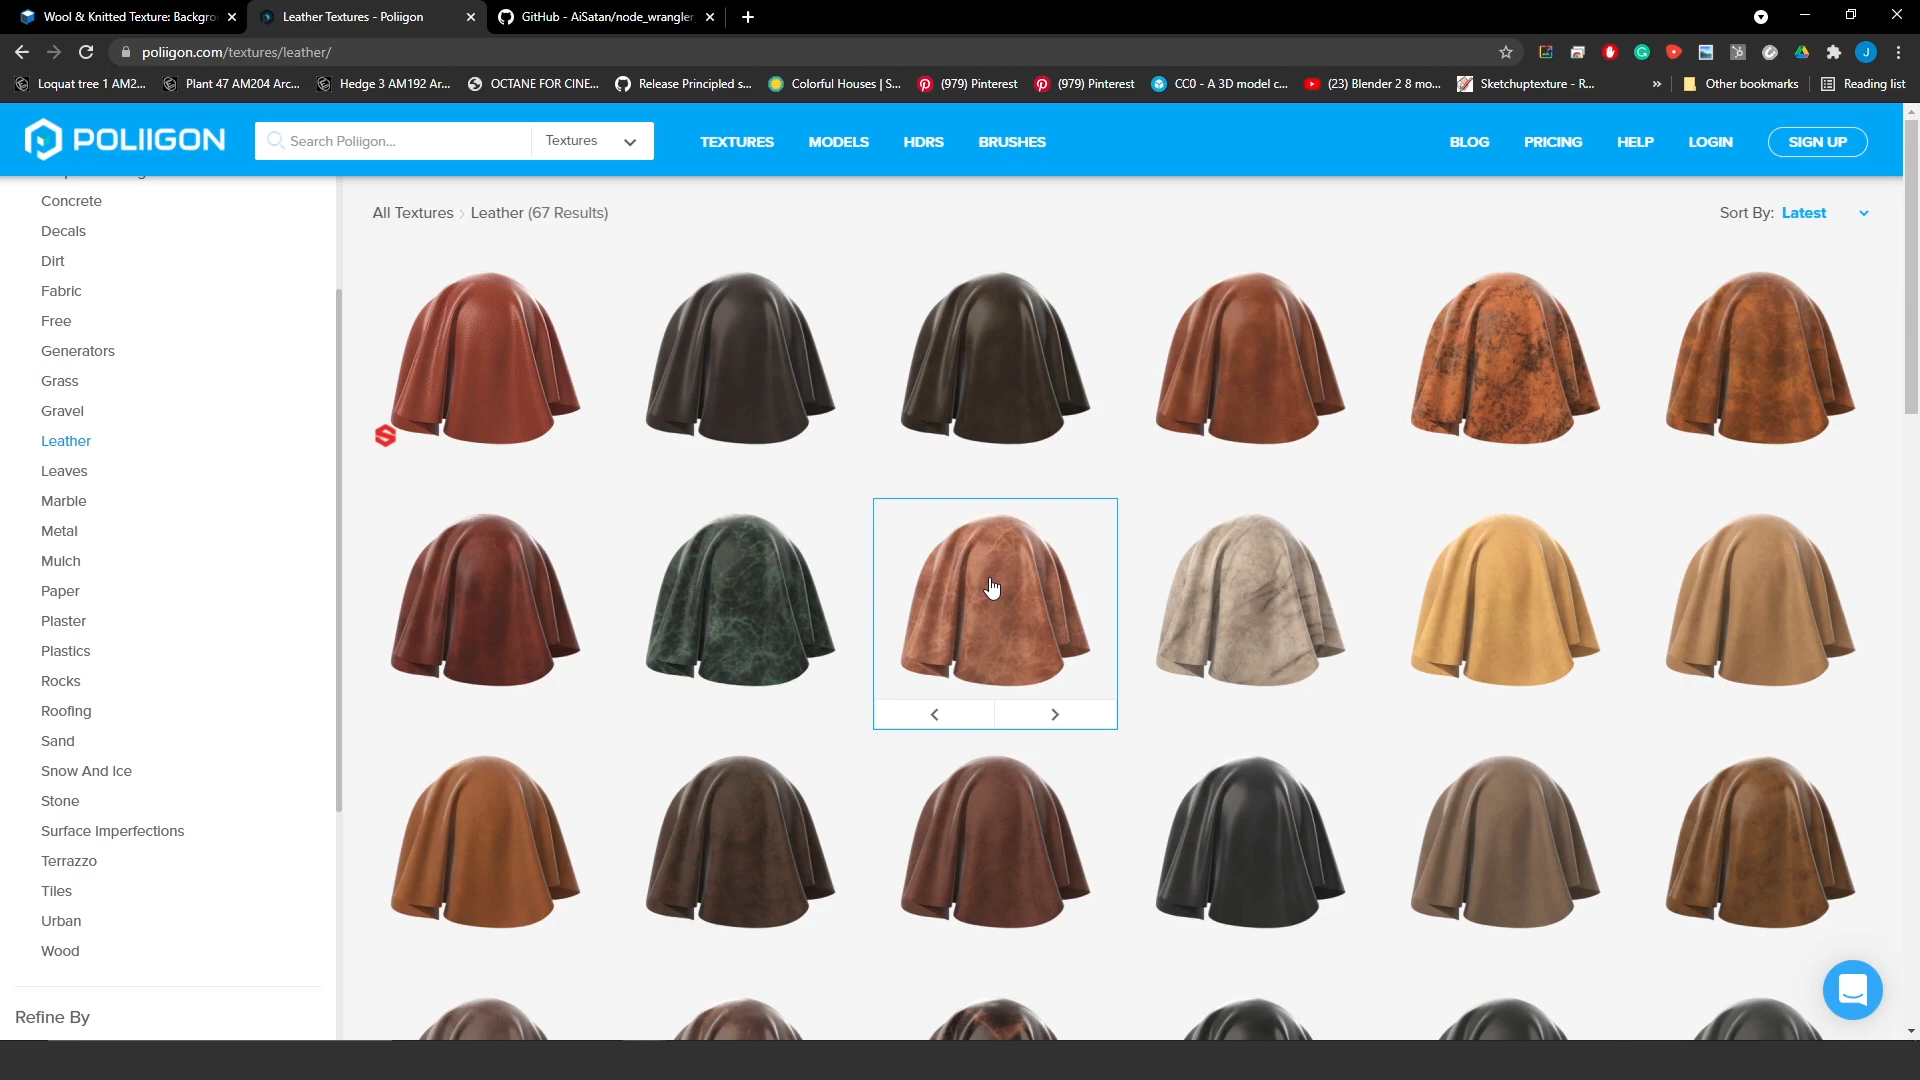 Wool & Knitted Texture: Backgro
Leather Textures - Poliigon
GitHub - AiSatan/node_wrangler
poliigon.com/textures/leather/
Loquat tree 1 AM2...
Plant 47 AM204 Arc...
Hedge 3 AM192 Ar...
OCTANE FOR CINE...
Release Principled s...
Colorful Houses | S...
(979) Pinterest
(979) Pinterest
CC0 - A 3D model c...
(23) Blender 2 8 mo...
Sketchuptexture - R...
»
Other bookmarks
Reading list
POLIIGON
Search Poliigon...
Textures
TEXTURES
MODELS
HDRS
BRUSHES
BLOG
PRICING
HELP
LOGIN
SIGN UP
Concrete
Decals
Dirt
Fabric
Free
Generators
Grass
Gravel
Leather
Leaves
Marble
Metal
Mulch
Paper
Plaster
Plastics
Rocks
Roofing
Sand
Snow And Ice
Stone
Surface Imperfections
Terrazzo
Tiles
Urban
Wood
Refine By
All Textures > Leather (67 Results)
Sort By: Latest